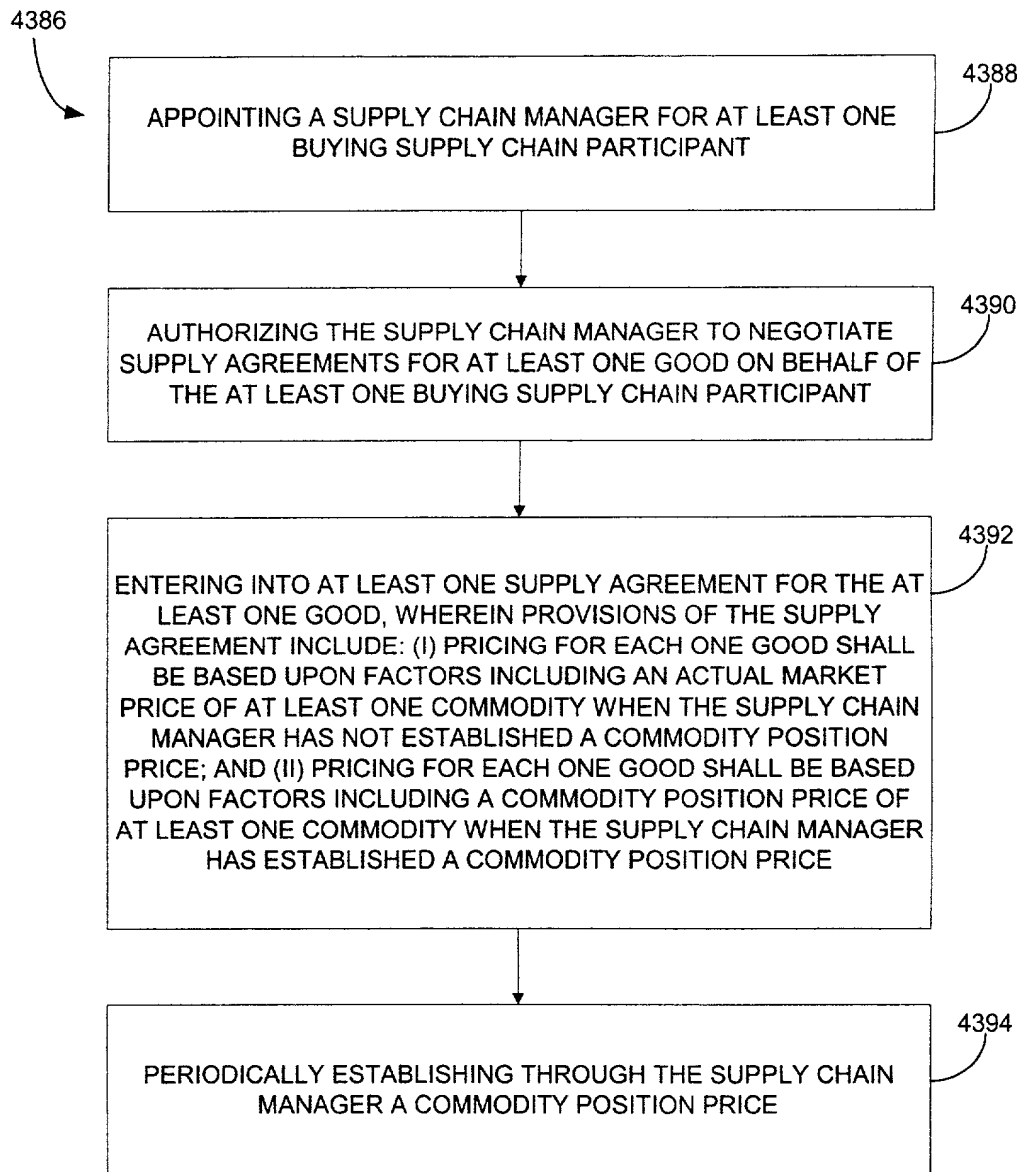 4386
4388
APPOINTING A SUPPLY CHAIN MANAGER FOR AT LEAST ONE
BUYING SUPPLY CHAIN PARTICIPANT
4390
AUTHORIZING THE SUPPLY CHAIN MANAGER TO NEGOTIATE
SUPPLY AGREEMENTS FOR AT LEAST ONE GOOD ON BEHALF OF
THE AT LEAST ONE BUYING SUPPLY CHAIN PARTICIPANT
4392
ENTERING INTO AT LEAST ONE SUPPLY AGREEMENT FOR THE AT
LEAST ONE GOOD, WHEREIN PROVISIONS OF THE SUPPLY
AGREEMENT INCLUDE: (I) PRICING FOR EACH ONE GOOD SHALL
BE BASED UPON FACTORS INCLUDING AN ACTUAL MARKET
PRICE OF AT LEAST ONE COMMODITY WHEN THE SUPPLY CHAIN
MANAGER HAS NOT ESTABLISHED A COMMODITY POSITION
PRICE; AND (II) PRICING FOR EACH ONE GOOD SHALL BE BASED
UPON FACTORS INCLUDING A COMMODITY POSITION PRICE OF
AT LEAST ONE COMMODITY WHEN THE SUPPLY CHAIN MANAGER
HAS ESTABLISHED A COMMODITY POSITION PRICE
4394
PERIODICALLY ESTABLISHING THROUGH THE SUPPLY CHAIN
MANAGER A COMMODITY POSITION PRICE